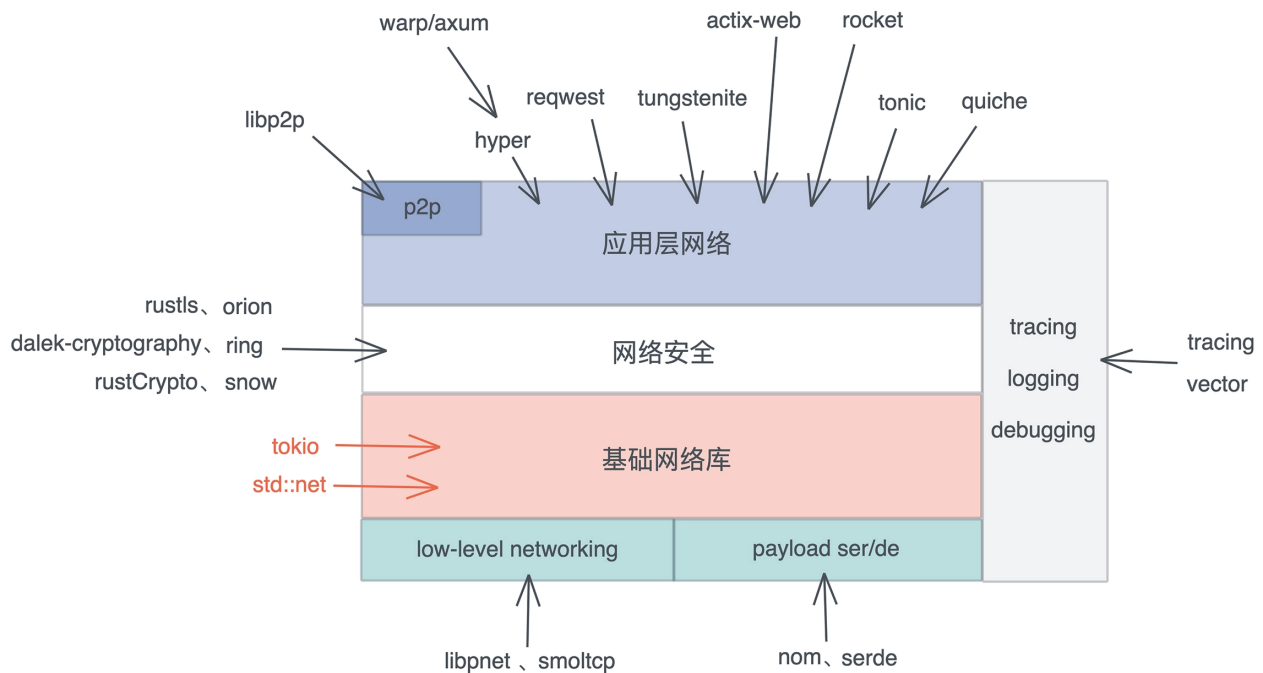 warp/axum
actix-web
rocket
reqwest
tungstenite
tonic
quiche
libp2p
hyper
p2p
应用层网络
rustls、orion
dalek-cryptography、ring
rustCrypto、snow
网络安全
tracing
logging
debugging
tracing
vector
tokio
std::net
基础网络库
low-level networking
payload ser/de
libpnet 、smoltcp
nom、serde